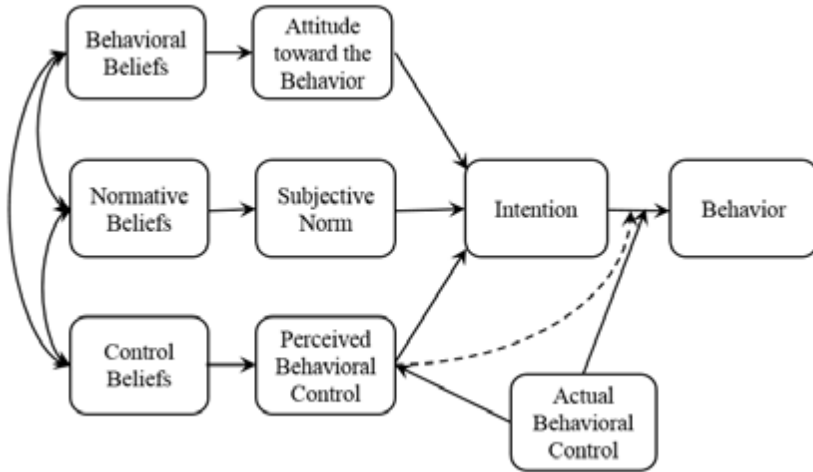 Behavioral
Beliefs
Attitude
toward the
Behavior
Normative
Beliefs
Subjective
Norm
Intention
Behavior
Control
Beliefs
Perceived
Behavioral
Control
Actual
Behavioral
Control